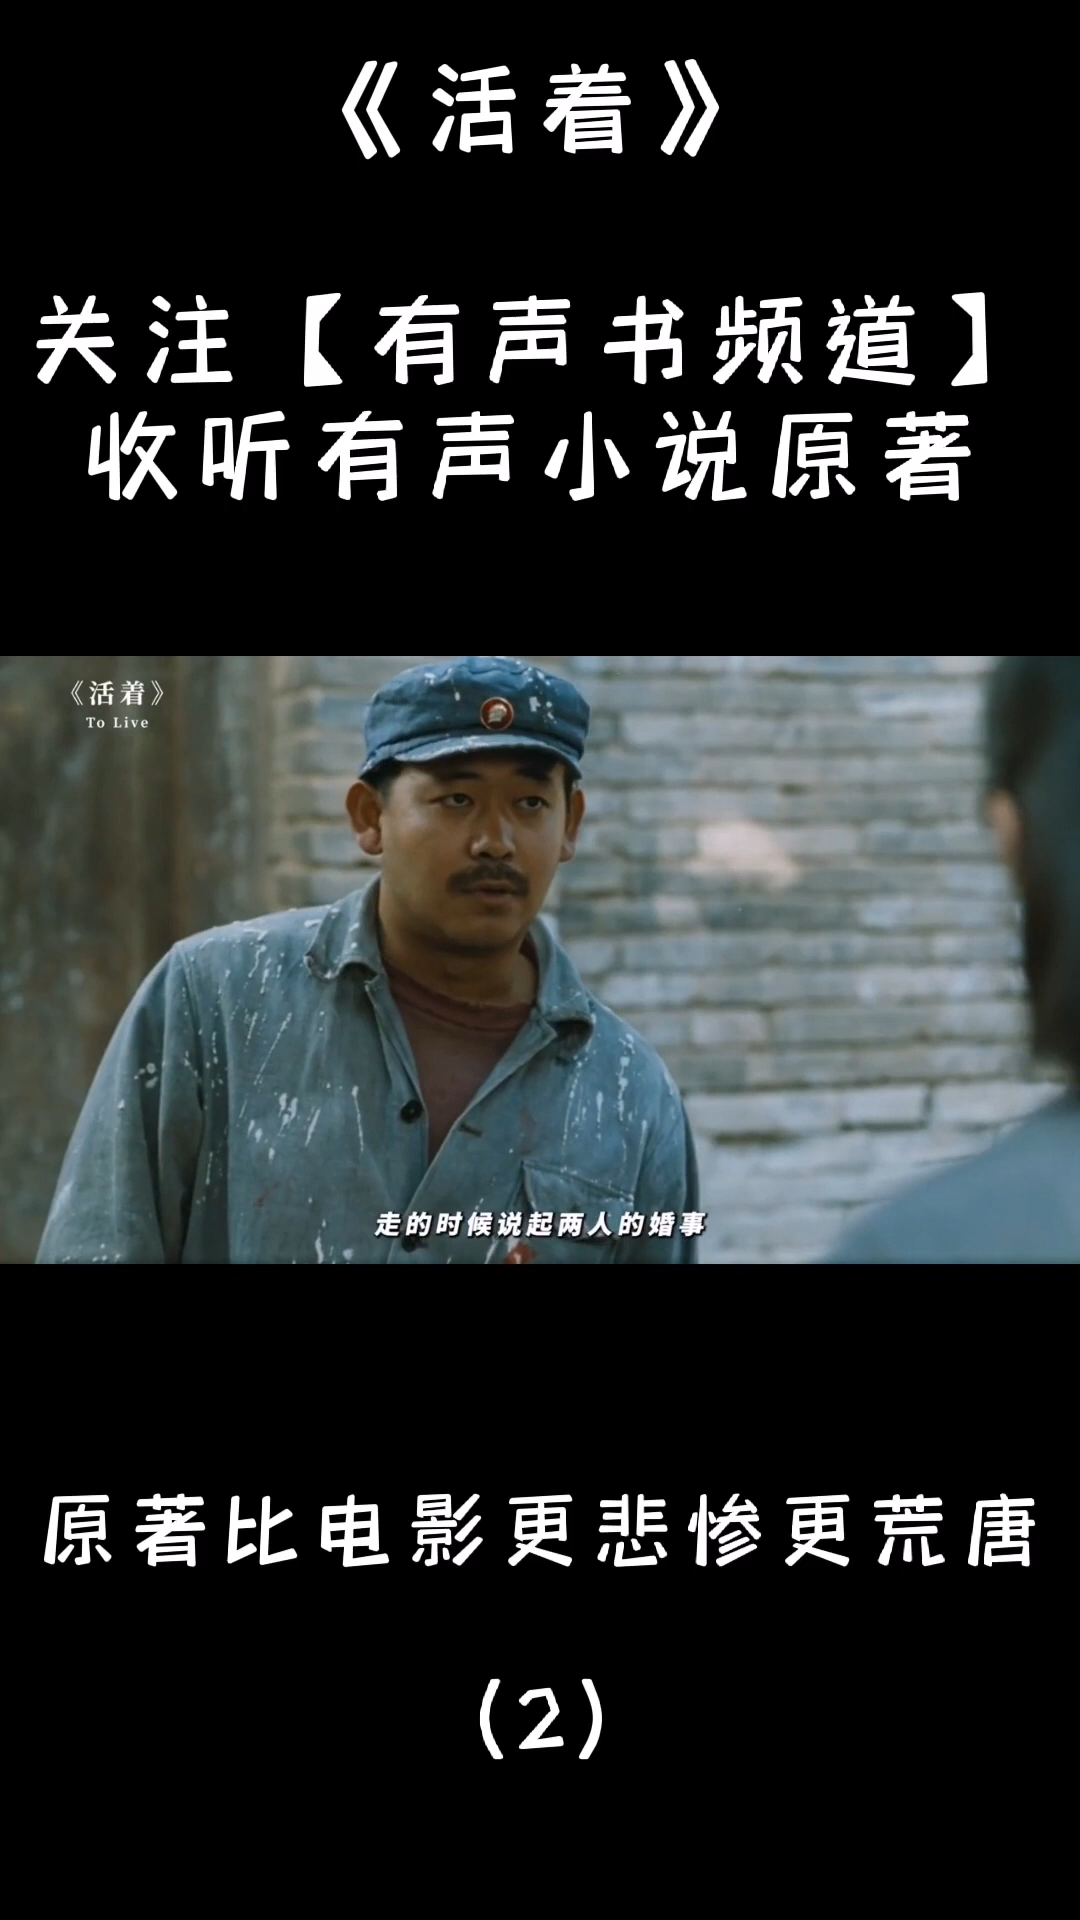 《活着》
关注【有声书频道】
收听有声小说原著
《活着》
To Live
走的时候说起两人的婚事
原著比电影更悲惨更荒唐
(2)